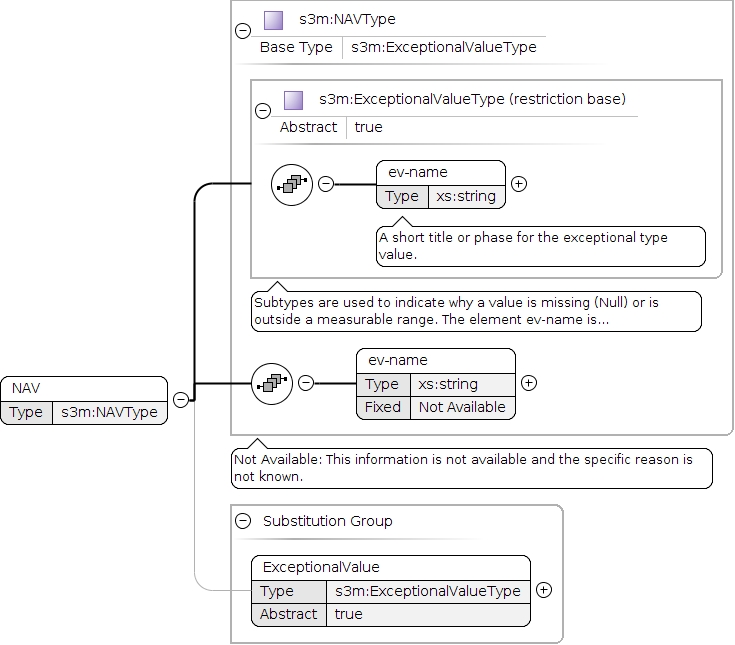 s3m:NAVType
Base Type s3m:ExceptionalValueType
s3m:ExceptionalValueType (restriction base)
Abstract true
ev-name
Type xs:string
A short title or phase for the exceptional type
value.
Subtypes are used to indicate why a value is missing (Null) or is
outside a measurable range. The element ev-name is...
ev-name
Type xs:string
Fixed Not Available
NAV
Type s3m:NAVType
Not Available: This information is not available and the specific reason is
not known.
Substitution Group
ExceptionalValue
Type s3m:ExceptionalValueType
Abstract true